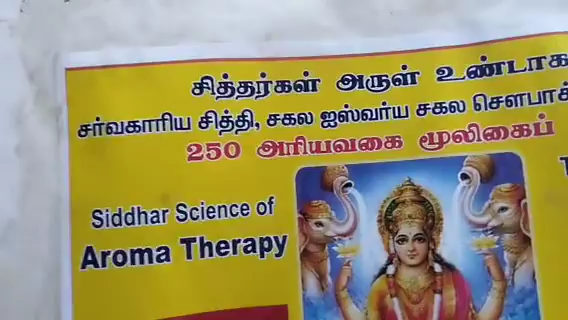 சித்தர்கள் அருள் உண்டாக
சர்வகாரிய சித்தி, சகல ஐஸ்வர்ய சகல
250 அரியவகை மூலிகைப்
Siddhar Science of
Aroma Therapy